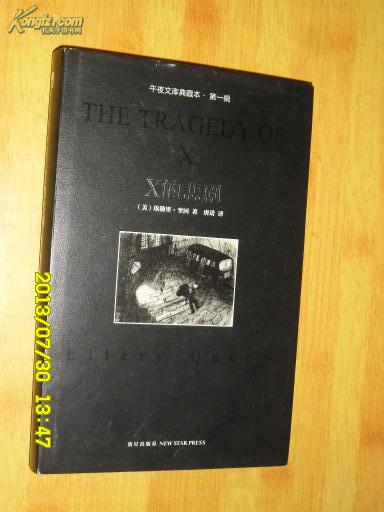 Kongfz.com
孔夫子旧书网
午夜文库典藏本·第一辑
THE TRAGEDY OF
X
X的悲剧
(美)埃勒里·奎因 著 唐诺 译
Ellery Queen
新星出版社 NEW STAR PRESS
2013/07/30 13:47